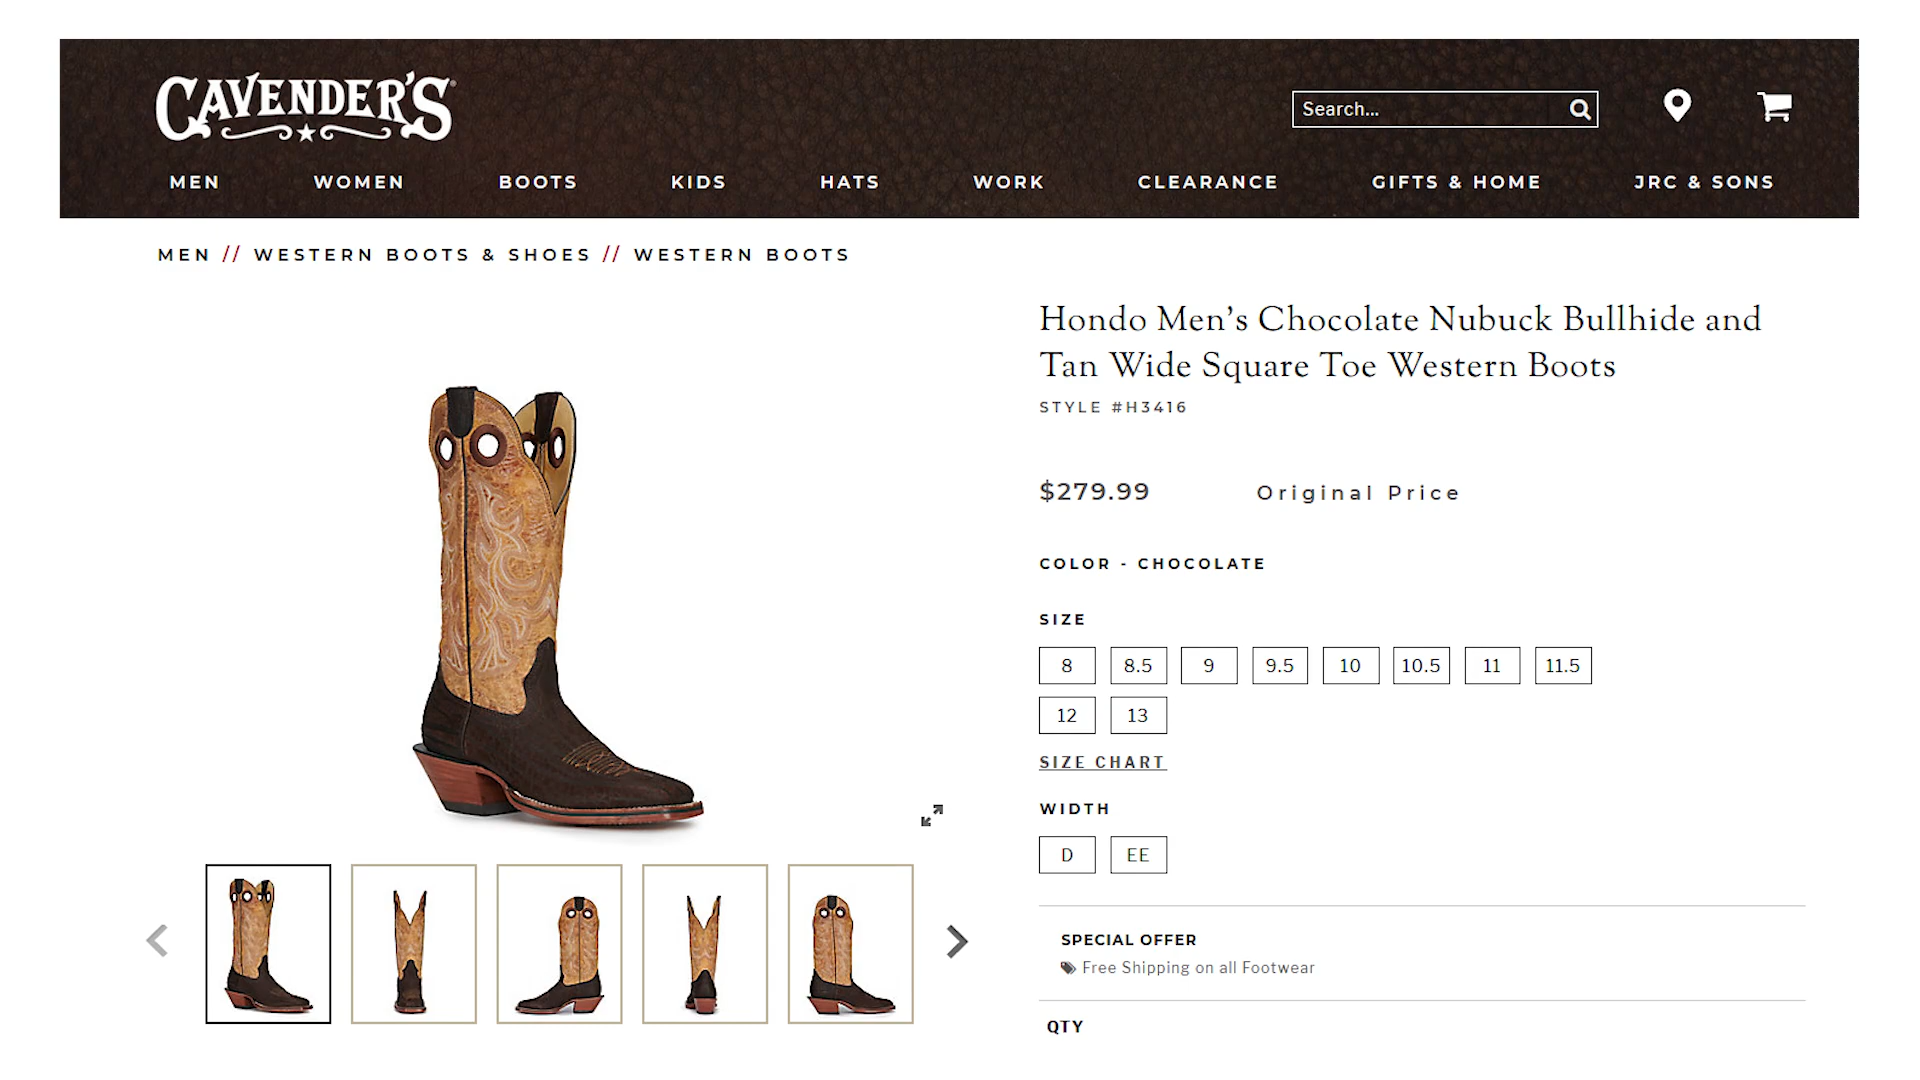 CAVENDER'S
Search...
MEN WOMEN BOOTS KIDS HATS WORK CLEARANCE GIFTS & HOME JRC & SONS
MEN // WESTERN BOOTS & SHOES // WESTERN BOOTS
Hondo Men's Chocolate Nubuck Bullhide and
Tan Wide Square Toe Western Boots
STYLE #H3416
$279.99 Original Price
COLOR - CHOCOLATE
SIZE
8 8.5 9 9.5 10 10.5 11 11.5
12 13
SIZE CHART
WIDTH
D EE
SPECIAL OFFER
Free Shipping on all Footwear
QTY